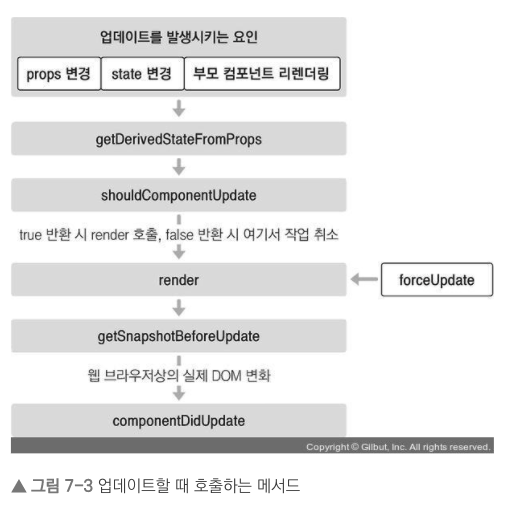 업데이트를 발생시키는 요인
props 변경
state 변경
부모 컴포넌트 리렌더링
getDerivedStateFromProps
shouldComponentUpdate
true 반환 시 render 호출, false 반환 시 여기서 작업 취소
render
forceUpdate
getSnapshotBeforeUpdate
웹 브라우저상의 실제 DOM 변화
componentDidUpdate
Copyright © Gilbut, Inc. All rights reserved.
▲ 그림 7-3 업데이트할 때 호출하는 메서드